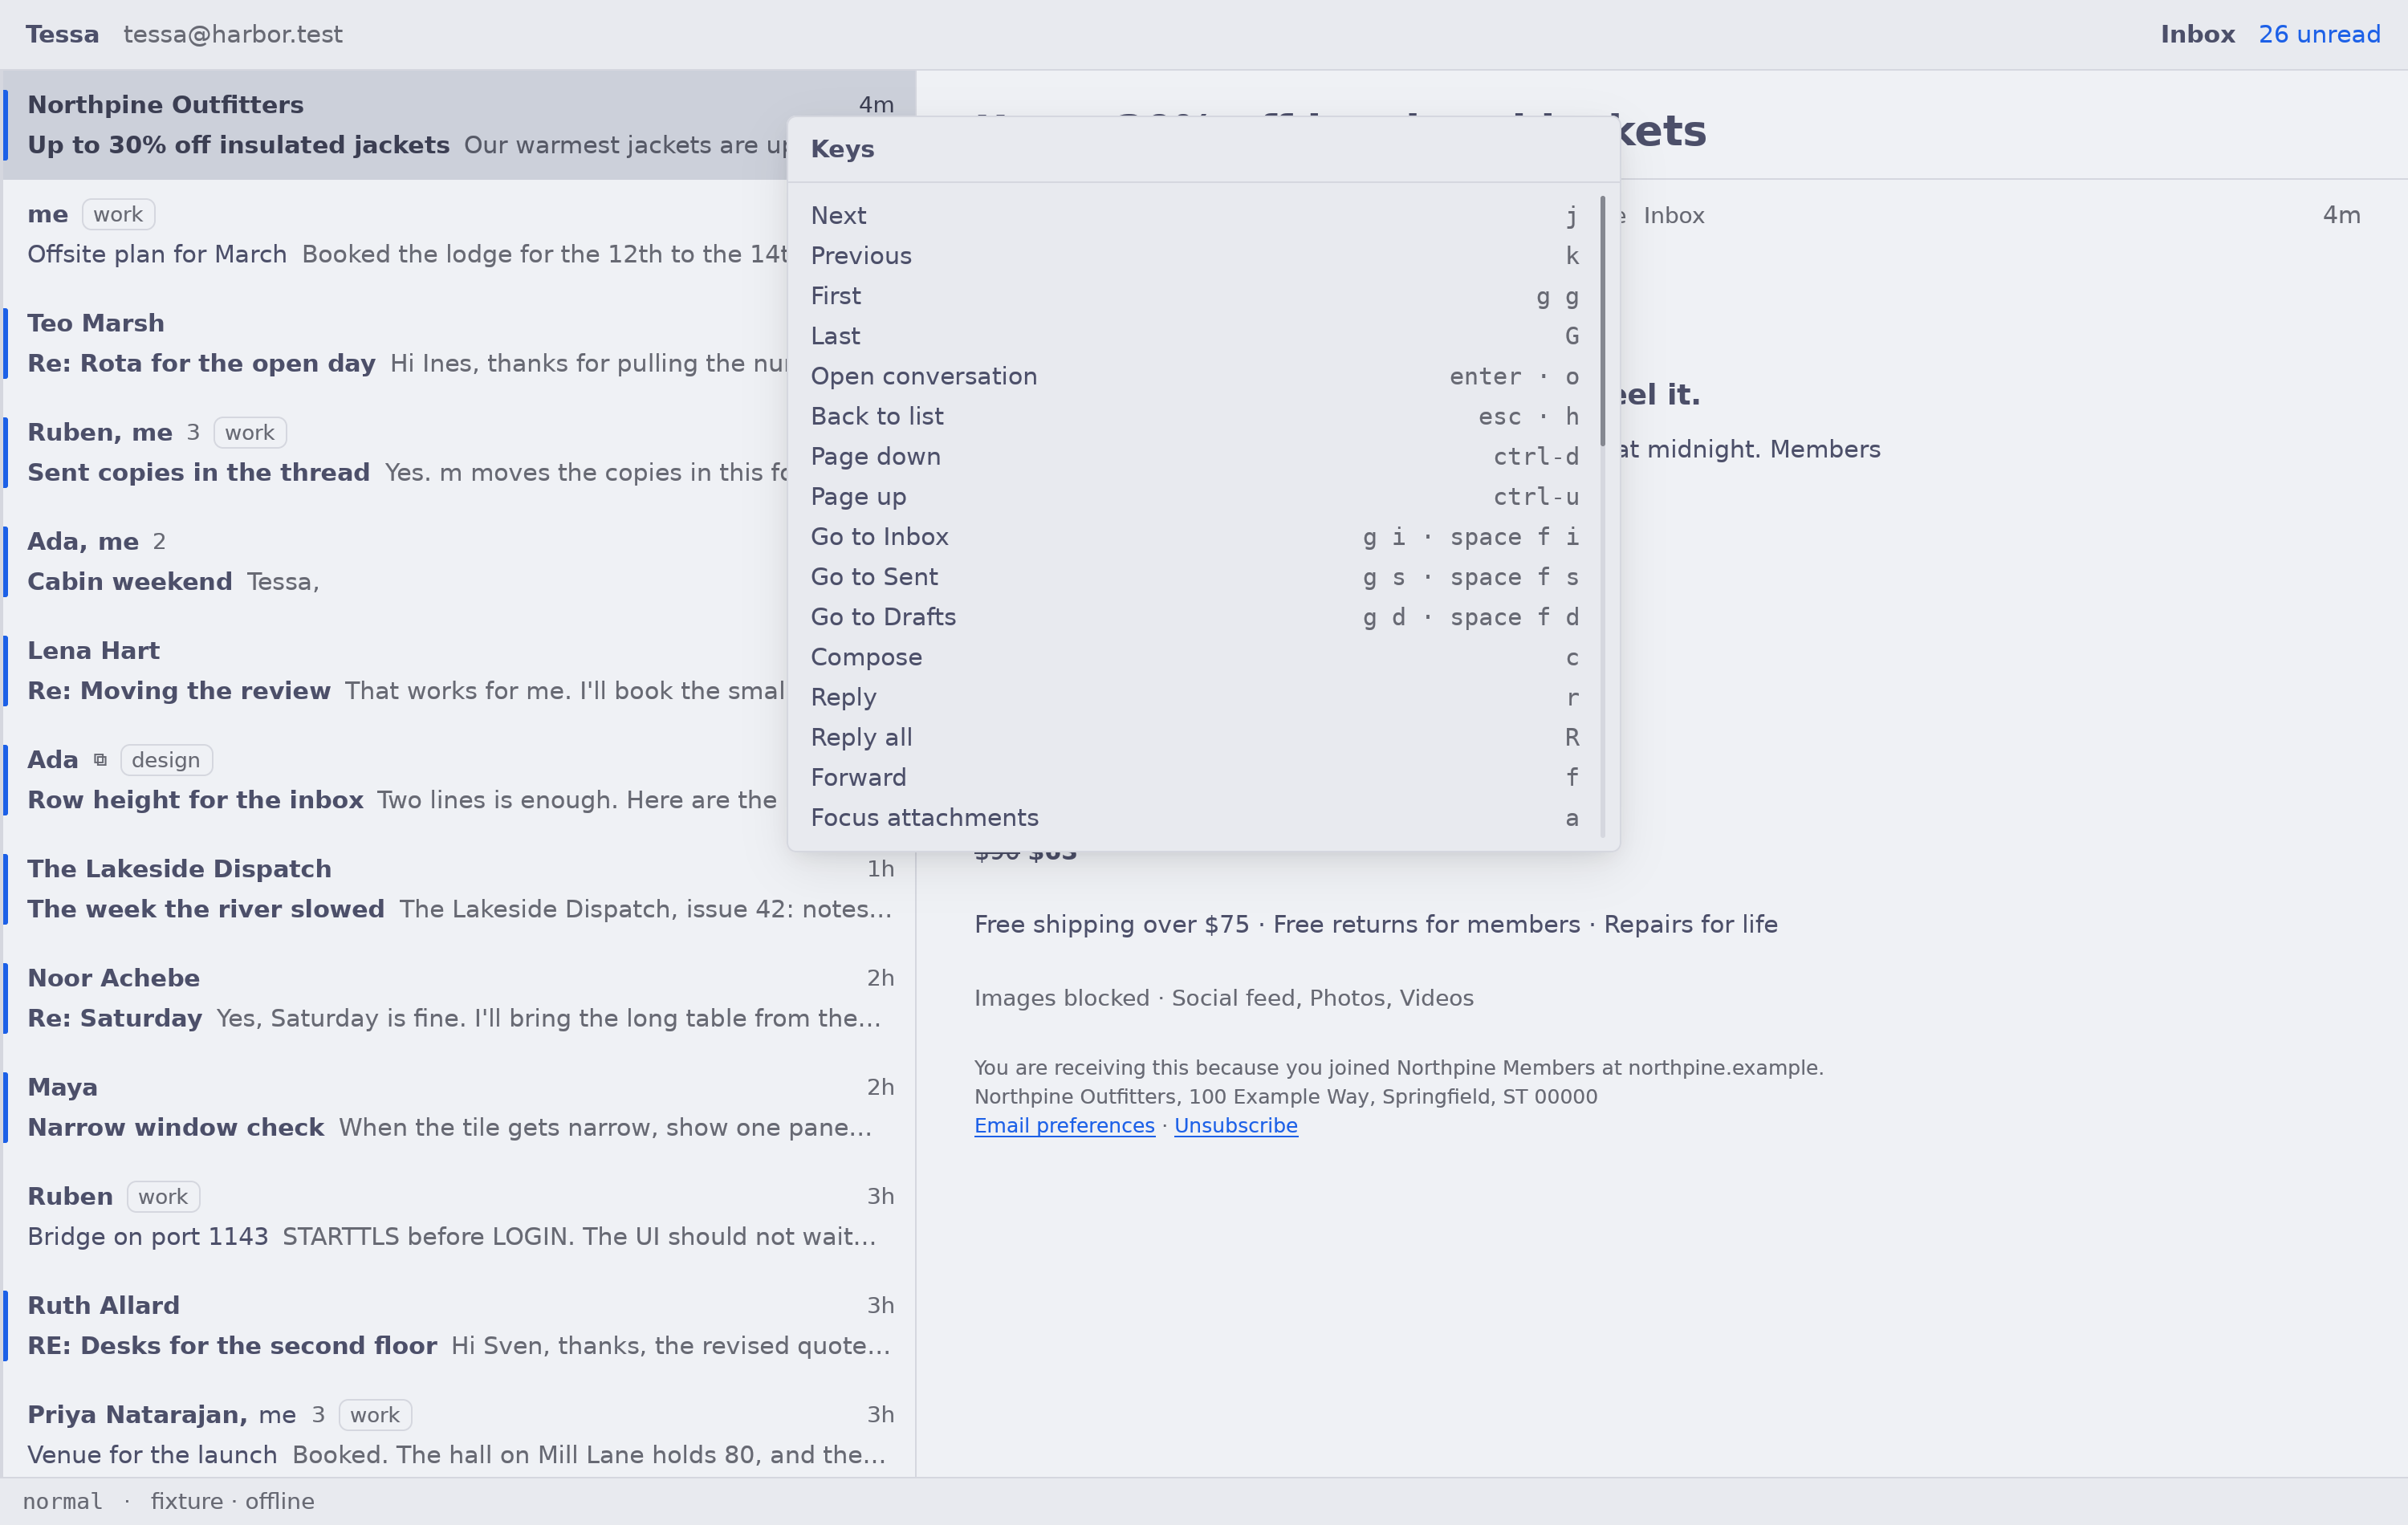 Tessa tessa@harbor.test
Inbox 26 unread
Northpine Outfitters 4m
Up to 30% off insulated jackets Our warmest jackets are
me work
Offsite plan for March Booked the lodge for the 12th to the
Teo Marsh
Re: Rota for the open day Hi Ines, thanks for pulling the
Ruben, me 3 work
Sent copies in the thread Yes. m moves the copies in this
Ada, me 2
Cabin weekend Tessa,
Lena Hart
Re: Moving the review That works for me. I'll book the
Ada design
Row height for the inbox Two lines is enough. Here are the
The Lakeside Dispatch 1h
The week the river slowed The Lakeside Dispatch, issue 42: notes...
Noor Achebe 2h
Re: Saturday Yes, Saturday is fine. I'll bring the long table from the...
Maya 2h
Narrow window check When the tile gets narrow, show one pane...
Ruben work 3h
Bridge on port 1143 STARTTLS before LOGIN. The UI should not wait...
Ruth Allard 3h
RE: Desks for the second floor Hi Sven, thanks, the revised quote...
Priya Natarajan, me 3 work 3h
Venue for the launch Booked. The hall on Mill Lane holds 80, and the...
Keys
Next j
Previous k
First g g
Last G
Open conversation enter · o
Back to list esc · h
Page down ctrl-d
Page up ctrl-u
Go to Inbox g i · space f i
Go to Sent g s · space f s
Go to Drafts g d · space f d
Compose c
Reply r
Reply all R
Forward f
Focus attachments a
Inbox 4m
it.
at midnight. Members
Free shipping over $75 · Free returns for members · Repairs for life
Images blocked · Social feed, Photos, Videos
You are receiving this because you joined Northpine Members at northpine.example.
Northpine Outfitters, 100 Example Way, Springfield, ST 00000
Email preferences · Unsubscribe
normal · fixture · offline